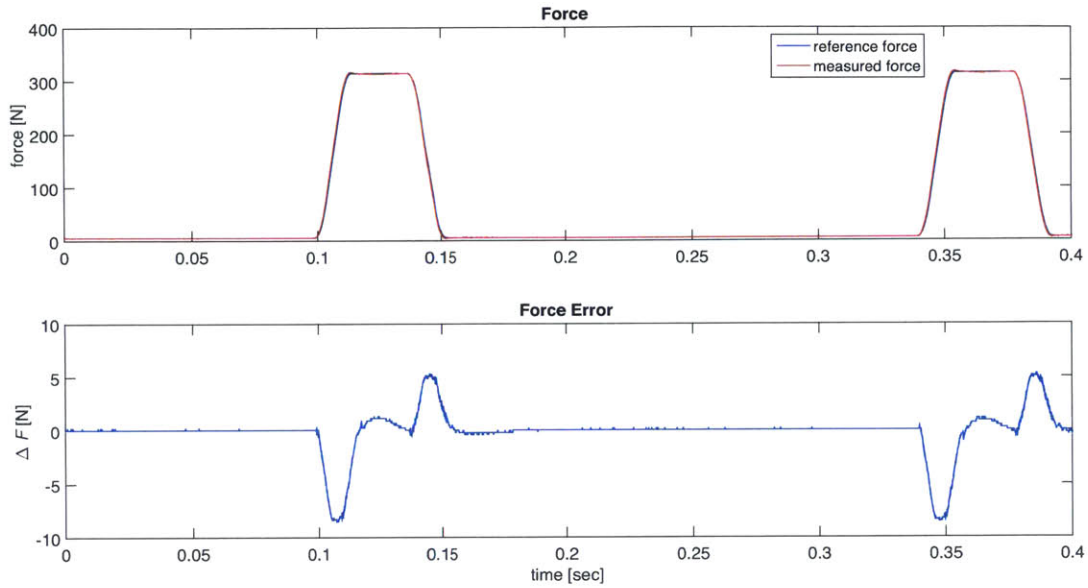 Force
400
300
200
100
0
force [N]
reference force
measured force
0 0.05 0.1 0.15 0.2 0.25 0.3 0.35 0.4
Force Error
10
5
0
-5
-10
Δ F [N]
0 0.05 0.1 0.15 0.2 0.25 0.3 0.35 0.4
time [sec]